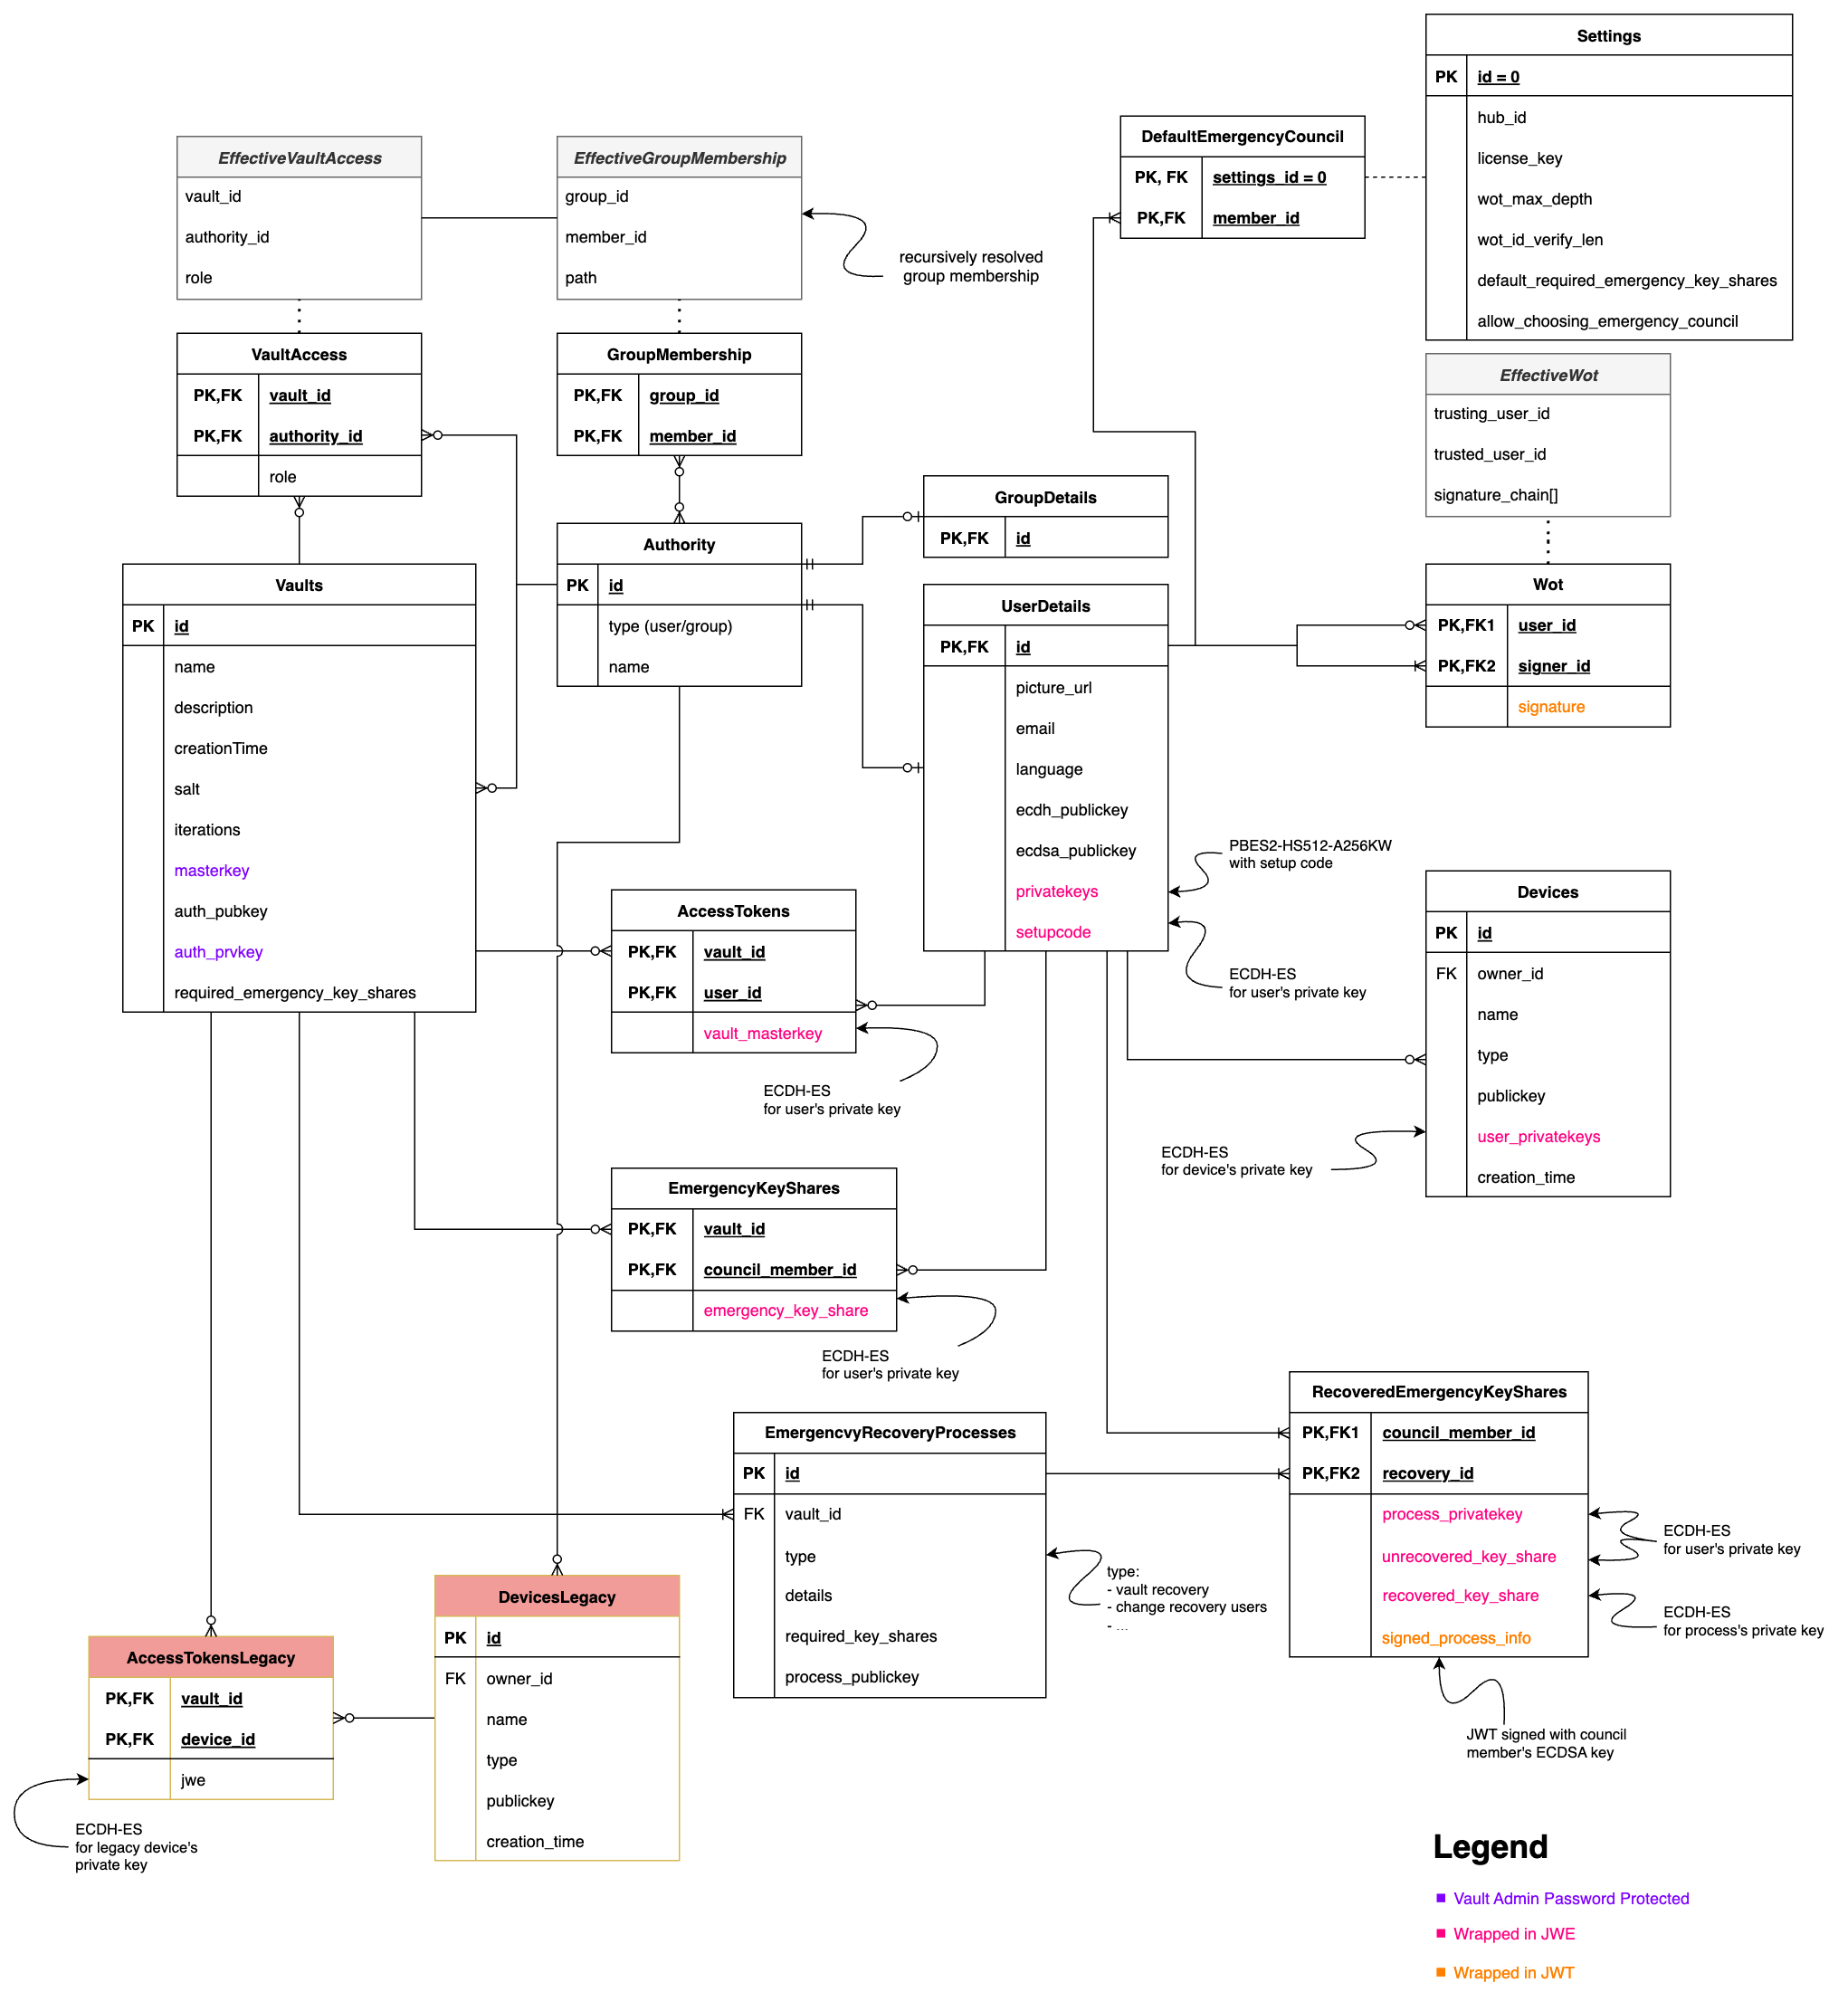 Settings
PK id = 0
hub_id
license_key
wot_max_depth
wot_id_verify_len
default_required_emergency_key_shares
allow_choosing_emergency_council
DefaultEmergencyCouncil
PK, FK settings_id = 0
PK,FK member_id
EffectiveVaultAccess
vault_id
authority_id
role
EffectiveGroupMembership
group_id
member_id
path
recursively resolved
group membership
VaultAccess
PK,FK vault_id
PK,FK authority_id
role
GroupMembership
PK,FK group_id
PK,FK member_id
EffectiveWot
trusting_user_id
trusted_user_id
signature_chain[]
GroupDetails
PK,FK id
Authority
PK id
type (user/group)
name
Vaults
PK id
name
description
creationTime
salt
iterations
masterkey
auth_pubkey
auth_prvkey
required_emergency_key_shares
UserDetails
PK,FK id
picture_url
email
language
ecdh_publickey
ecdsa_publickey
privatekeys
setupcode
Wot
PK,FK1 user_id
PK,FK2 signer_id
signature
PBES2-HS512-A256KW
with setup code
ECDH-ES
for user's private key
Devices
PK id
FK owner_id
name
type
publickey
user_privatekeys
creation_time
ECDH-ES
for device's private key
AccessTokens
PK,FK vault_id
PK,FK user_id
vault_masterkey
ECDH-ES
for user's private key
EmergencyKeyShares
PK,FK vault_id
PK,FK council_member_id
emergency_key_share
ECDH-ES
for user's private key
EmergencvyRecoveryProcesses
PK id
FK vault_id
type
details
required_key_shares
process_publickey
type:
- vault recovery
- change recovery users
- ...
RecoveredEmergencyKeyShares
PK,FK1 council_member_id
PK,FK2 recovery_id
process_privatekey
unrecovered_key_share
recovered_key_share
signed_process_info
ECDH-ES
for user's private key
ECDH-ES
for process's private key
JWT signed with council
member's ECDSA key
DevicesLegacy
PK id
FK owner_id
name
type
publickey
creation_time
AccessTokensLegacy
PK,FK vault_id
PK,FK device_id
jwe
ECDH-ES
for legacy device's
private key
Legend
Vault Admin Password Protected
Wrapped in JWE
Wrapped in JWT